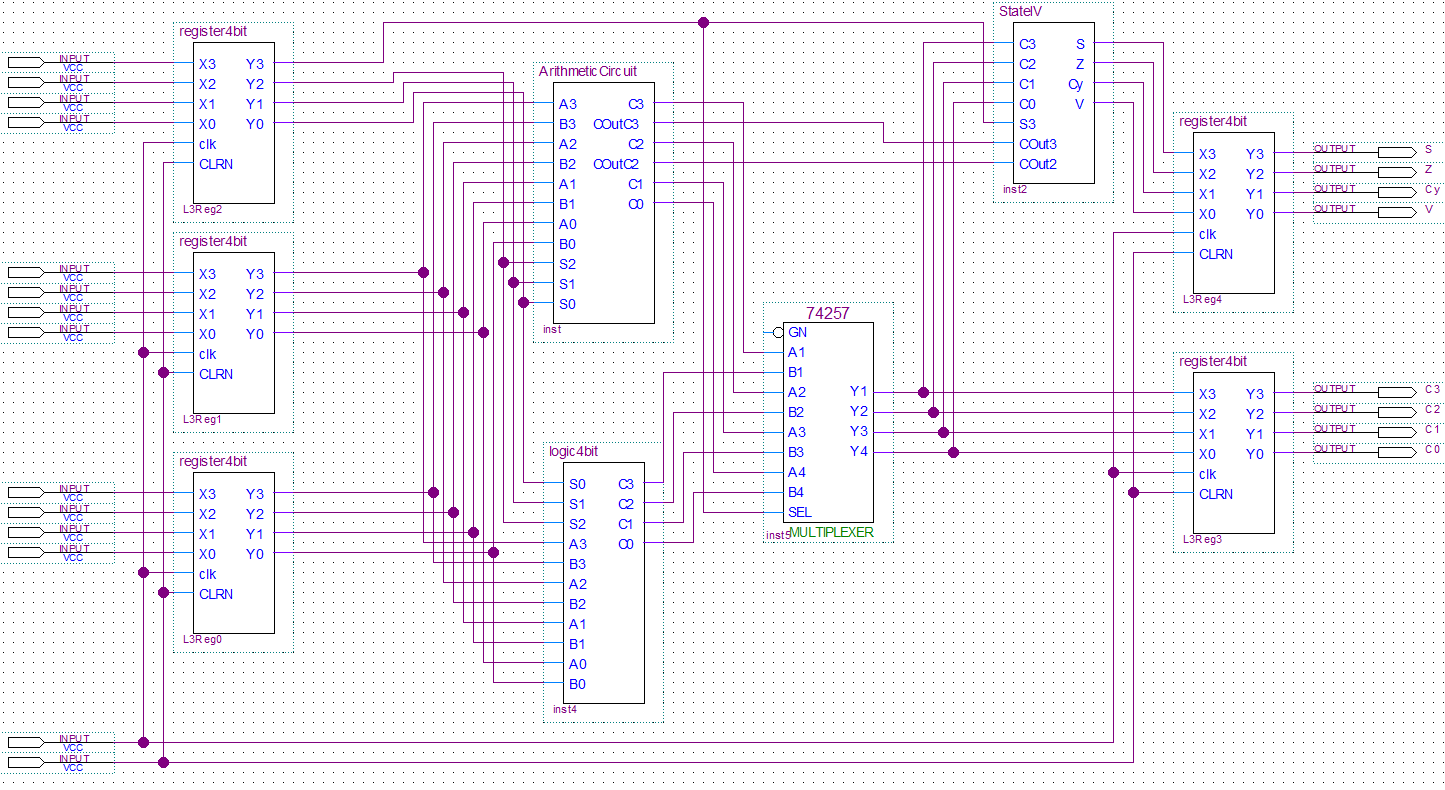 register4bit
INPUT
VCC
INPUT
VCC
INPUT
VCC
INPUT
VCC
X3 Y3
X2 Y2
X1 Y1
X0 Y0
clk
CLRN
L3Reg2
register4bit
INPUT
VCC
INPUT
VCC
INPUT
VCC
INPUT
VCC
X3 Y3
X2 Y2
X1 Y1
X0 Y0
clk
CLRN
L3Reg1
register4bit
INPUT
VCC
INPUT
VCC
INPUT
VCC
INPUT
VCC
X3 Y3
X2 Y2
X1 Y1
X0 Y0
clk
CLRN
L3Reg0
INPUT
VCC
INPUT
VCC
ArithmeticCircuit
A3 C3
B3 COutC3
A2 C2
B2 COutC2
A1 C1
B1 C0
A0
B0
S2
S1
S0
inst
logic4bit
S0 C3
S1 C2
S2 C1
A3 C0
B3
A2
B2
A1
B1
A0
B0
inst4
74257
GN
A1
B1
A2 Y1
B2 Y2
A3 Y3
B3 Y4
A4
B4
SEL
inst5 MULTIPLEXER
StateIV
C3 S
C2 Z
C1 Cy
C0 V
S3
COut3
COut2
inst2
register4bit
X3 Y3
X2 Y2
X1 Y1
X0 Y0
clk
CLRN
L3Reg4
OUTPUT S
OUTPUT Z
OUTPUT Cy
OUTPUT V
register4bit
X3 Y3
X2 Y2
X1 Y1
X0 Y0
clk
CLRN
L3Reg3
OUTPUT C3
OUTPUT C2
OUTPUT C1
OUTPUT C0